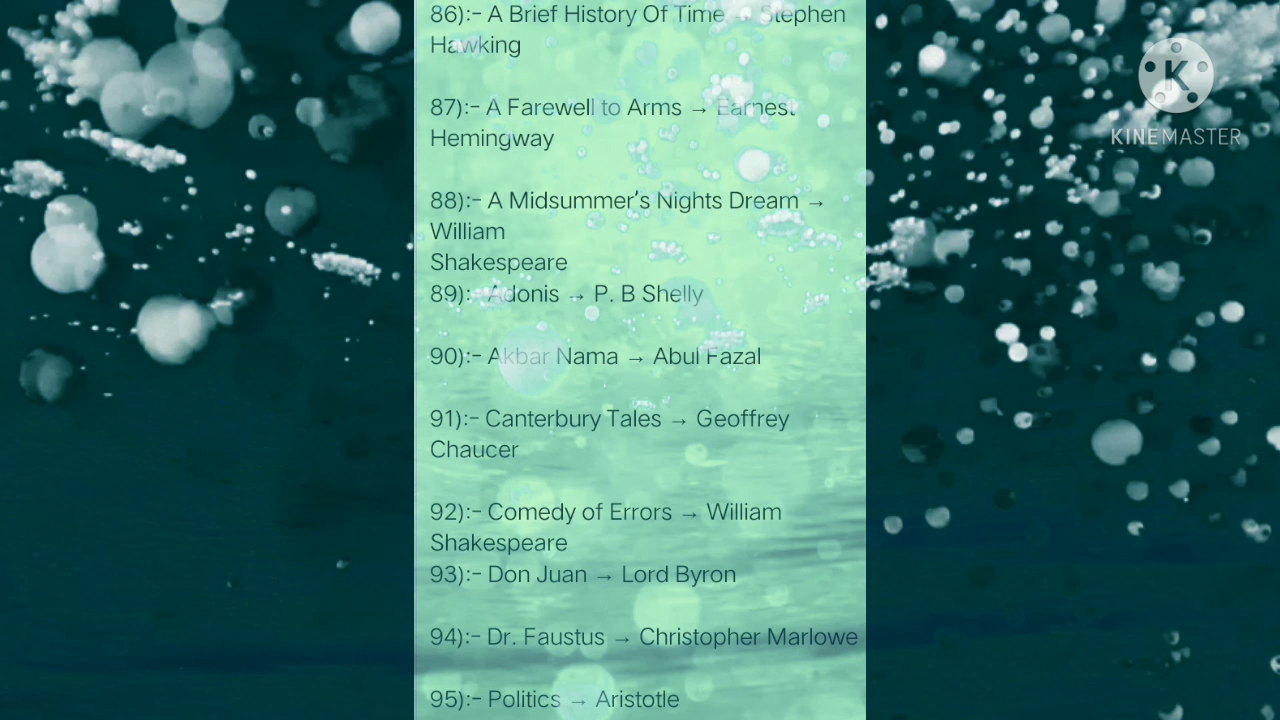 86):- A Brief History Of Time → Stephen
Hawking
87):- A Farewell to Arms → Earnest
Hemingway
88):- A Midsummer’s Nights Dream →
William
Shakespeare
89):- Adonis → P. B Shelly
90):- Akbar Nama → Abul Fazal
91):- Canterbury Tales → Geoffrey
Chaucer
92):- Comedy of Errors → William
Shakespeare
93):- Don Juan → Lord Byron
94):- Dr. Faustus → Christopher Marlowe
95):- Politics → Aristotle
K
KINEMASTER